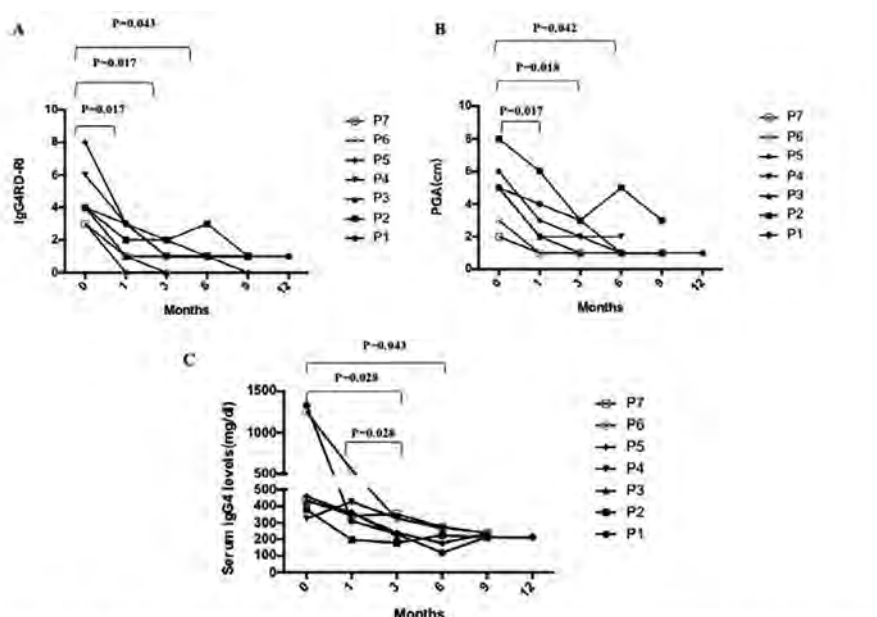 A
P=0.043
P=0.017
P=0.017
IgG4RD-RI
10
8
6
4
2
0
0 1 3 6 9 12
Months
P7
P6
P5
P4
P3
P2
P1
B
P=0.042
P=0.018
P=0.017
PGA(cm)
10
8
6
4
2
0
0 1 3 6 9 12
Months
P7
P6
P5
P4
P3
P2
P1
C
P=0.043
P=0.028
P=0.028
Serum IgG4 levels(mg/dl)
1500
1000
500
500
400
300
200
100
0
0 1 3 6 9 12
Months
P7
P6
P5
P4
P3
P2
P1